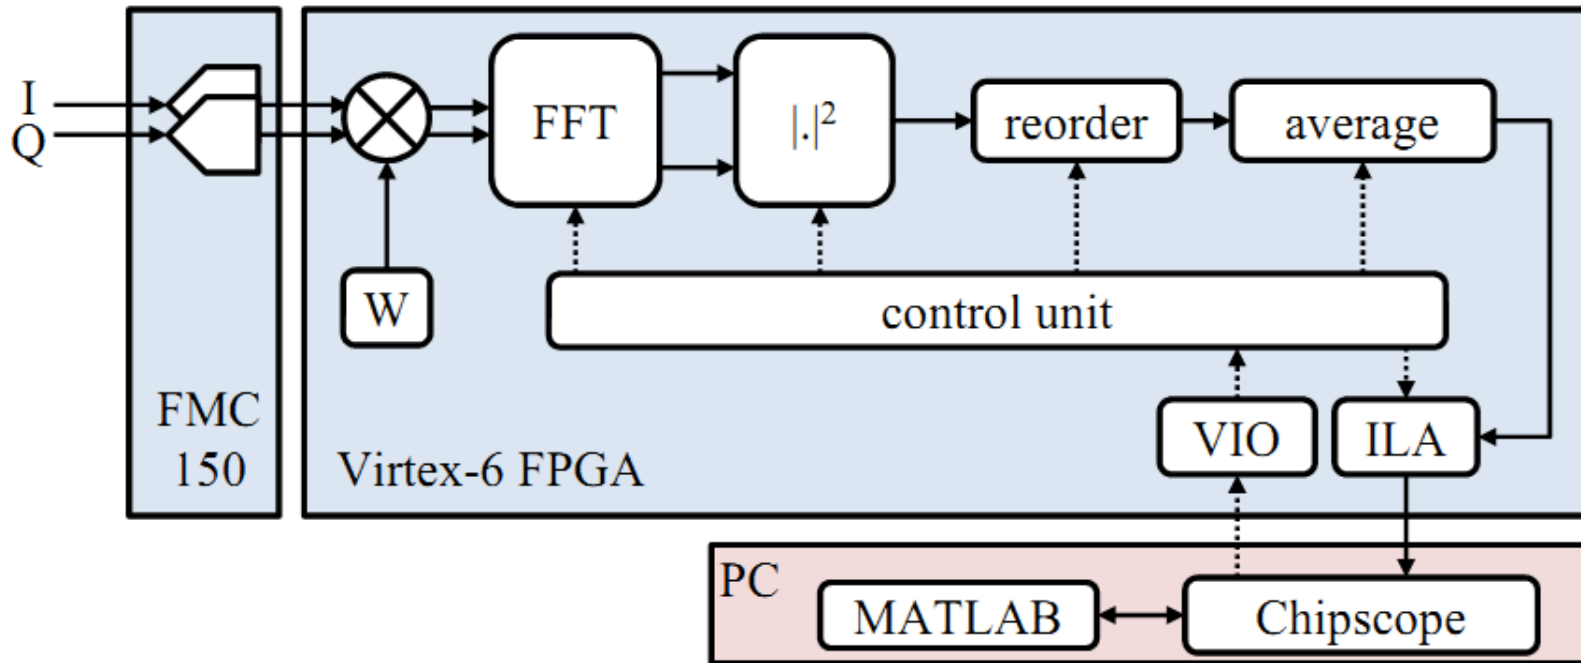 I
Q
FMC
150
FFT
|.|²
reorder
average
W
control unit
VIO
ILA
Virtex-6 FPGA
PC
MATLAB
Chipscope